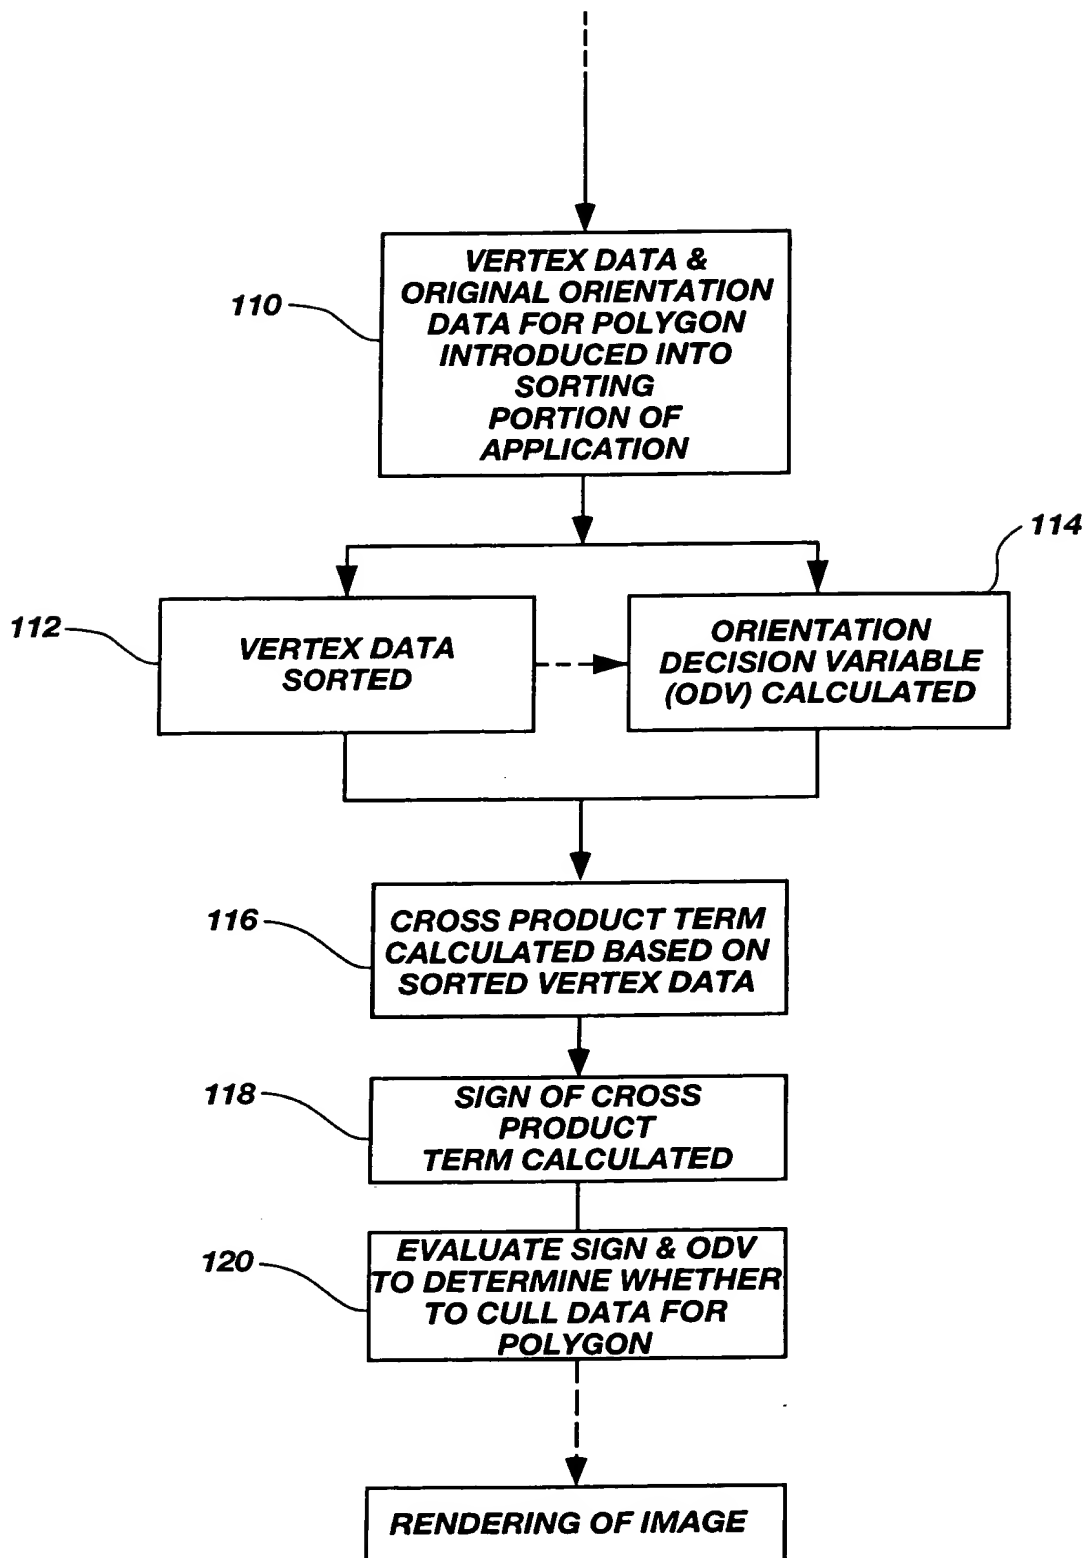 110
VERTEX DATA &
ORIGINAL ORIENTATION
DATA FOR POLYGON
INTRODUCED INTO
SORTING
PORTION OF
APPLICATION
114
112
VERTEX DATA
SORTED
ORIENTATION
DECISION VARIABLE
(ODV) CALCULATED
116
CROSS PRODUCT TERM
CALCULATED BASED ON
SORTED VERTEX DATA
118
SIGN OF CROSS
PRODUCT
TERM CALCULATED
120
EVALUATE SIGN & ODV
TO DETERMINE WHETHER
TO CULL DATA FOR
POLYGON
RENDERING OF IMAGE